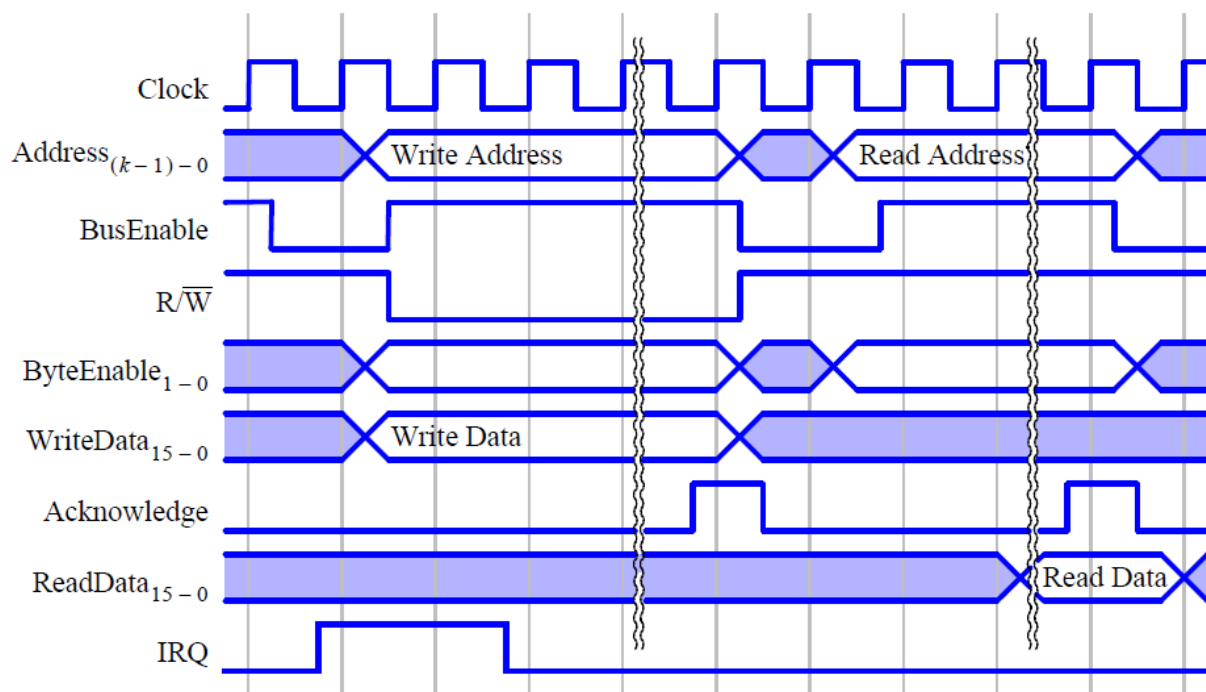 Clock
Address(k − 1) − 0
Write Address
Read Address
BusEnable
R/W̅
ByteEnable1 − 0
WriteData15 − 0
Write Data
Acknowledge
ReadData15 − 0
Read Data
IRQ